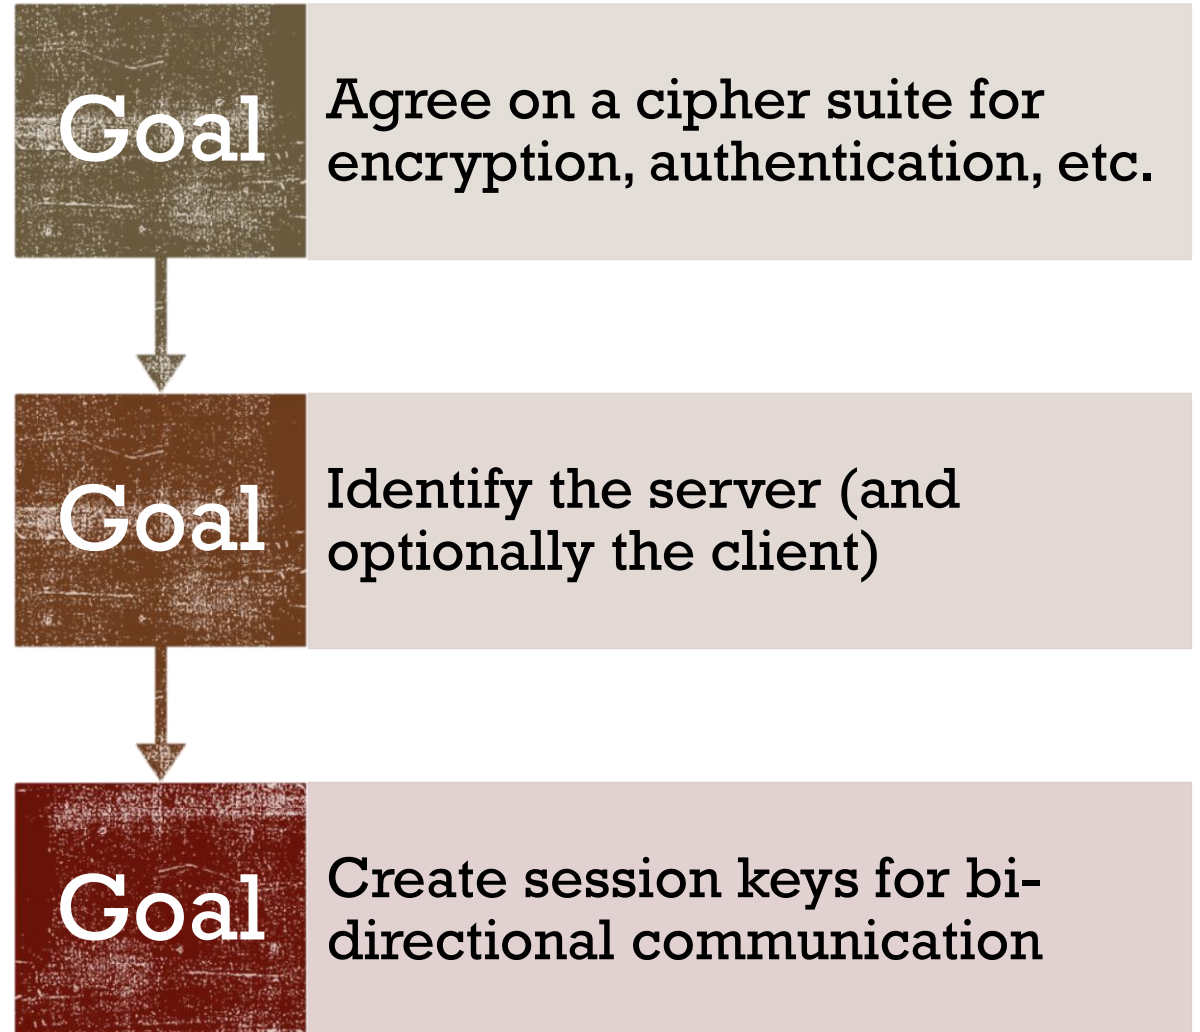 Goal
Agree on a cipher suite for
encryption, authentication, etc.
Goal
Identify the server (and
optionally the client)
Goal
Create session keys for bi-
directional communication